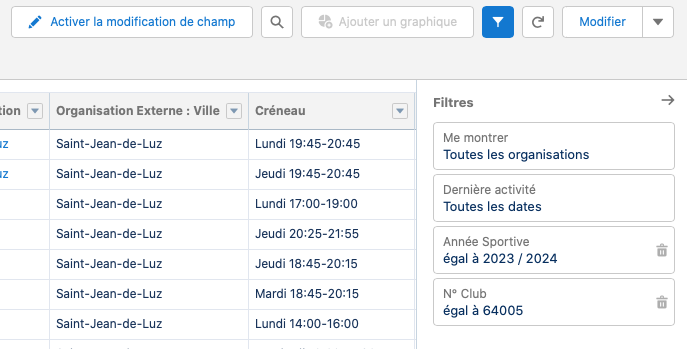 Activer la modification de champ
Ajouter un graphique
Modifier
tion
Organisation Externe : Ville
Créneau
Filtres
uz
Saint-Jean-de-Luz
Lundi 19:45-20:45
Me montrer
Toutes les organisations
uz
Saint-Jean-de-Luz
Jeudi 19:45-20:45
Dernière activité
Toutes les dates
Saint-Jean-de-Luz
Lundi 17:00-19:00
Saint-Jean-de-Luz
Jeudi 20:25-21:55
Année Sportive
égal à 2023 / 2024
Saint-Jean-de-Luz
Jeudi 18:45-20:15
Saint-Jean-de-Luz
Mardi 18:45-20:15
N° Club
égal à 64005
Saint-Jean-de-Luz
Lundi 14:00-16:00